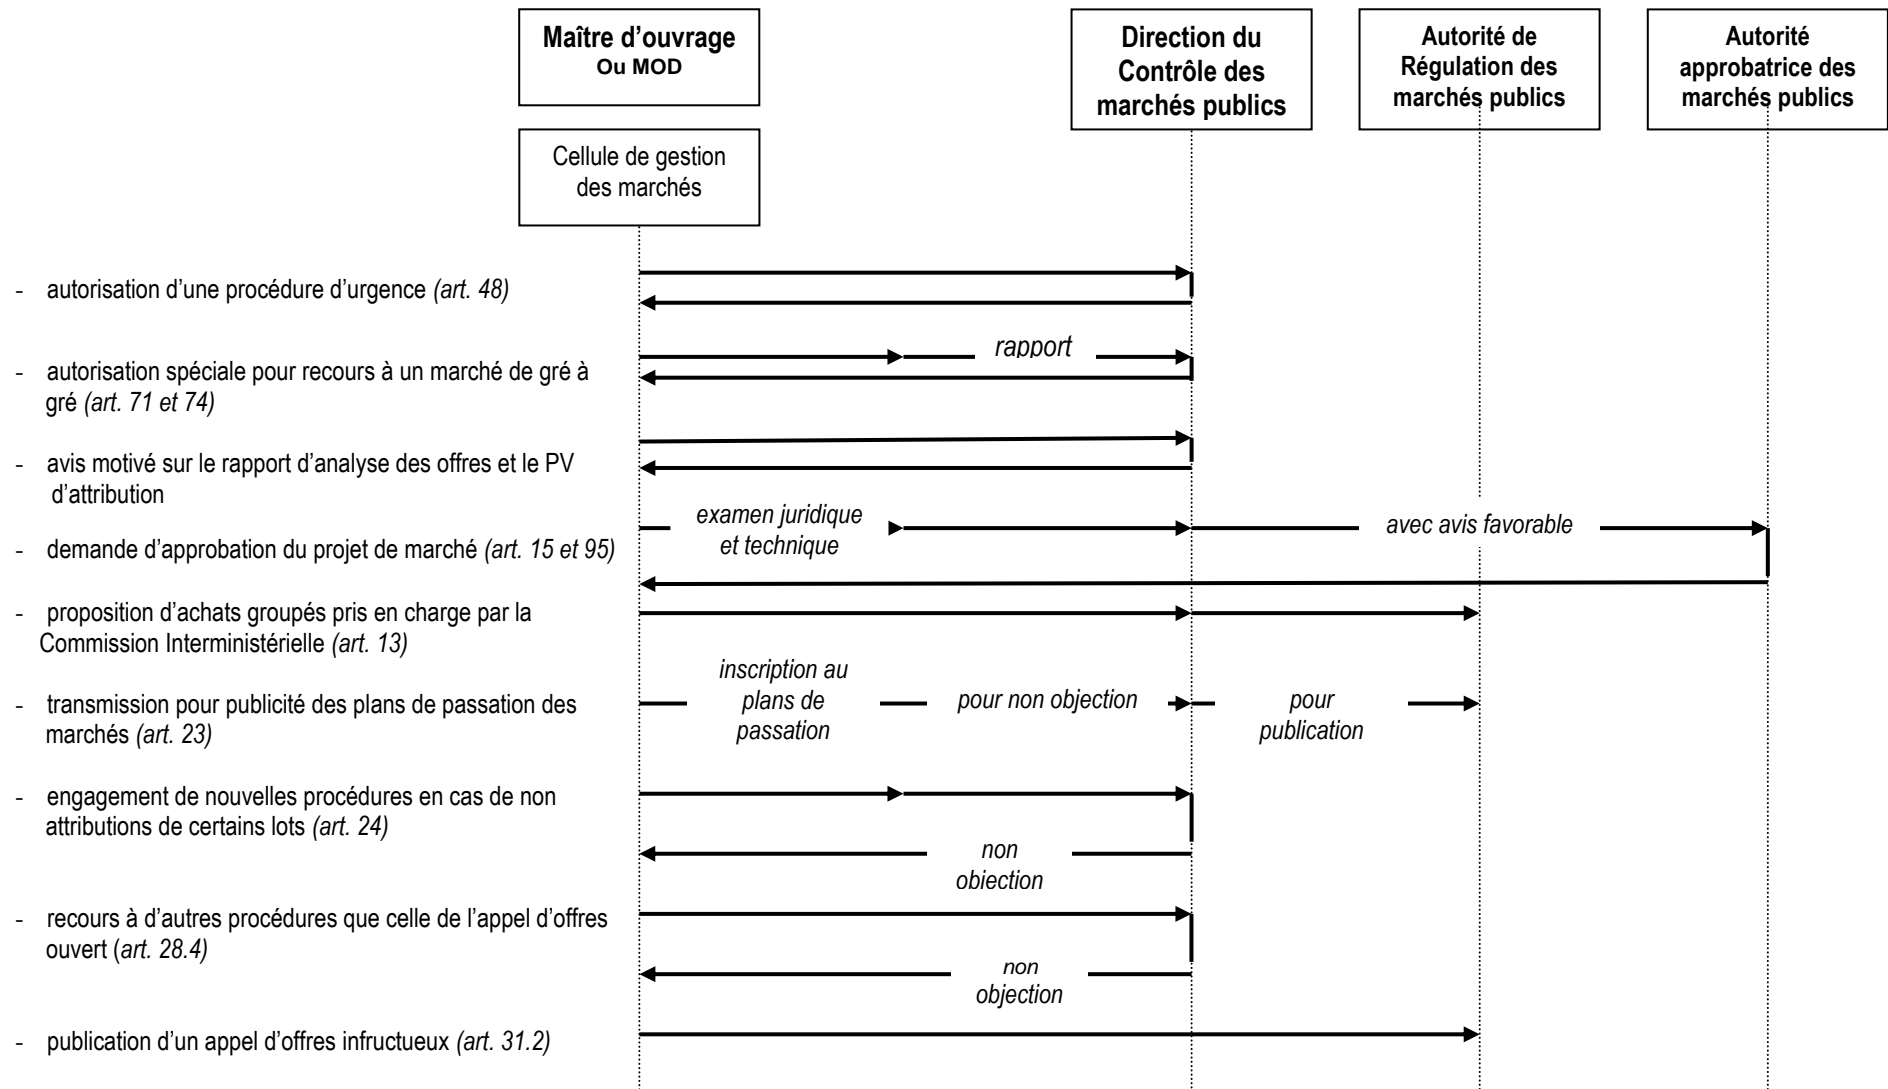 Maître d'ouvrage
Ou MOD
Direction du
Contrôle des
marchés publics
Autorité de
Régulation des
marchés publics
Autorité
approbatrice des
marchés publics
Cellule de gestion
des marchés
- autorisation d'une procédure d'urgence (art. 48)
rapport
- autorisation spéciale pour recours à un marché de gré à
gré (art. 71 et 74)
- avis motivé sur le rapport d'analyse des offres et le PV
d'attribution
examen juridique
et technique
avec avis favorable
- demande d'approbation du projet de marché (art. 15 et 95)
- proposition d'achats groupés pris en charge par la
Commission Interministérielle (art. 13)
inscription au
plans de
passation
pour non objection
pour
publication
- transmission pour publicité des plans de passation des
marchés (art. 23)
- engagement de nouvelles procédures en cas de non
attributions de certains lots (art. 24)
non
objection
- recours à d'autres procédures que celle de l'appel d'offres
ouvert (art. 28.4)
non
objection
- publication d'un appel d'offres infructueux (art. 31.2)